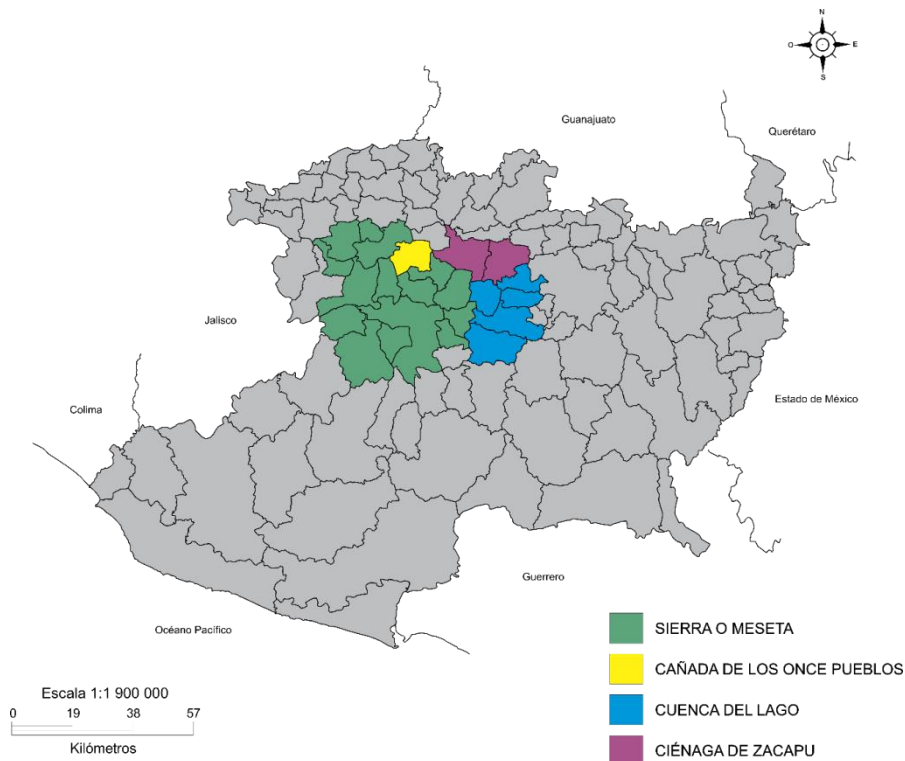 N
O E
S
Guanajuato
Querétaro
Jalisco
Colima
Estado de México
Guerrero
Océano Pacífico
SIERRA O MESETA
CAÑADA DE LOS ONCE PUEBLOS
CUENCA DEL LAGO
CIÉNAGA DE ZACAPU
Escala 1:1 900 000
0 19 38 57
Kilómetros